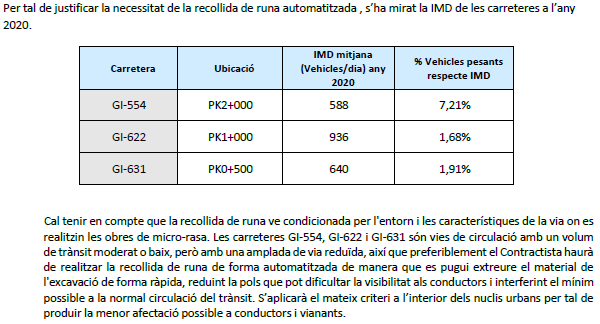 Per tal de justificar la necessitat de la recollida de runa automatitzada , s’ha mirat la IMD de les carreteres a l’any
2020.
Carretera Ubicació IMD mitjana (Vehicles/dia) any 2020 % Vehicles pesants respecte IMD
GI-554 PK2+000 588 7,21%
GI-622 PK1+000 936 1,68%
GI-631 PK0+500 640 1,91%
Cal tenir en compte que la recollida de runa ve condicionada per l'entorn i les característiques de la via on es
realitzin les obres de micro-rasa. Les carreteres GI-554, GI-622 i GI-631 són vies de circulació amb un volum
de trànsit moderat o baix, però amb una amplada de via reduïda, així que preferiblement el Contractista haurà
de realitzar la recollida de runa de forma automatitzada de manera que es pugui extreure el material de
l'excavació de forma ràpida, reduint la pols que pot dificultar la visibilitat als conductors i interferint el mínim
possible a la normal circulació del trànsit. S’aplicarà el mateix criteri a l’interior dels nuclis urbans per tal de
produir la menor afectació possible a conductors i vianants.